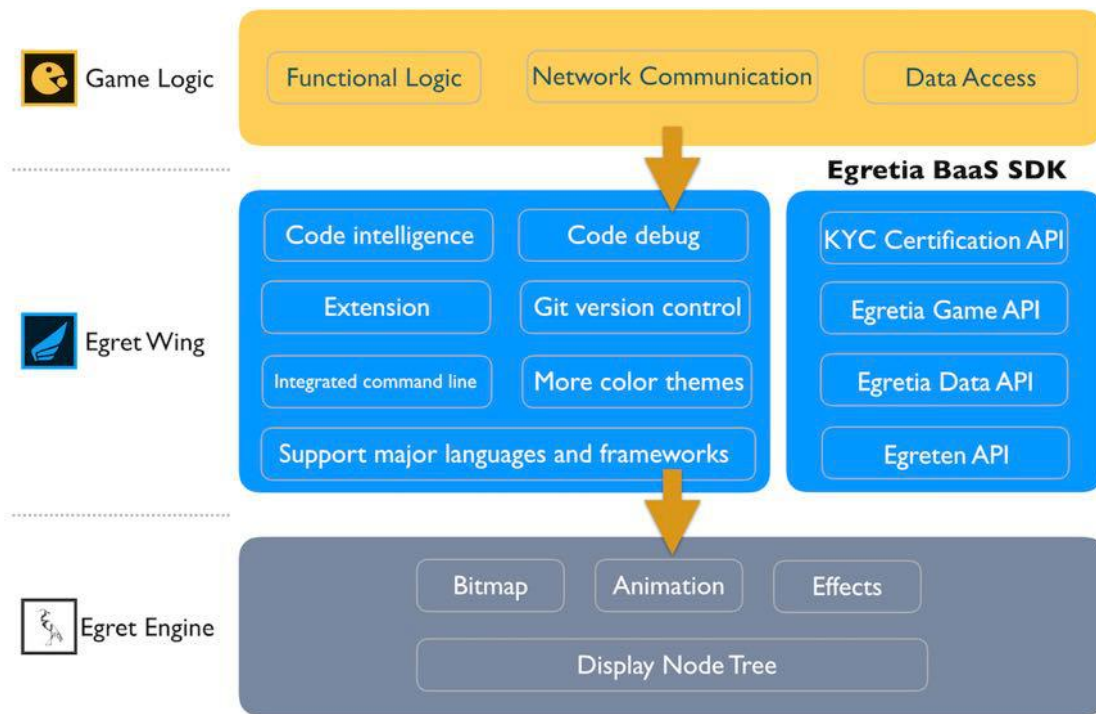 Game Logic
Functional Logic
Network Communication
Data Access
Egretia BaaS SDK
Egret Wing
Code intelligence
Code debug
Extension
Git version control
Integrated command line
More color themes
Support major languages and frameworks
KYC Certification API
Egretia Game API
Egretia Data API
Egreten API
Egret Engine
Bitmap
Animation
Effects
Display Node Tree